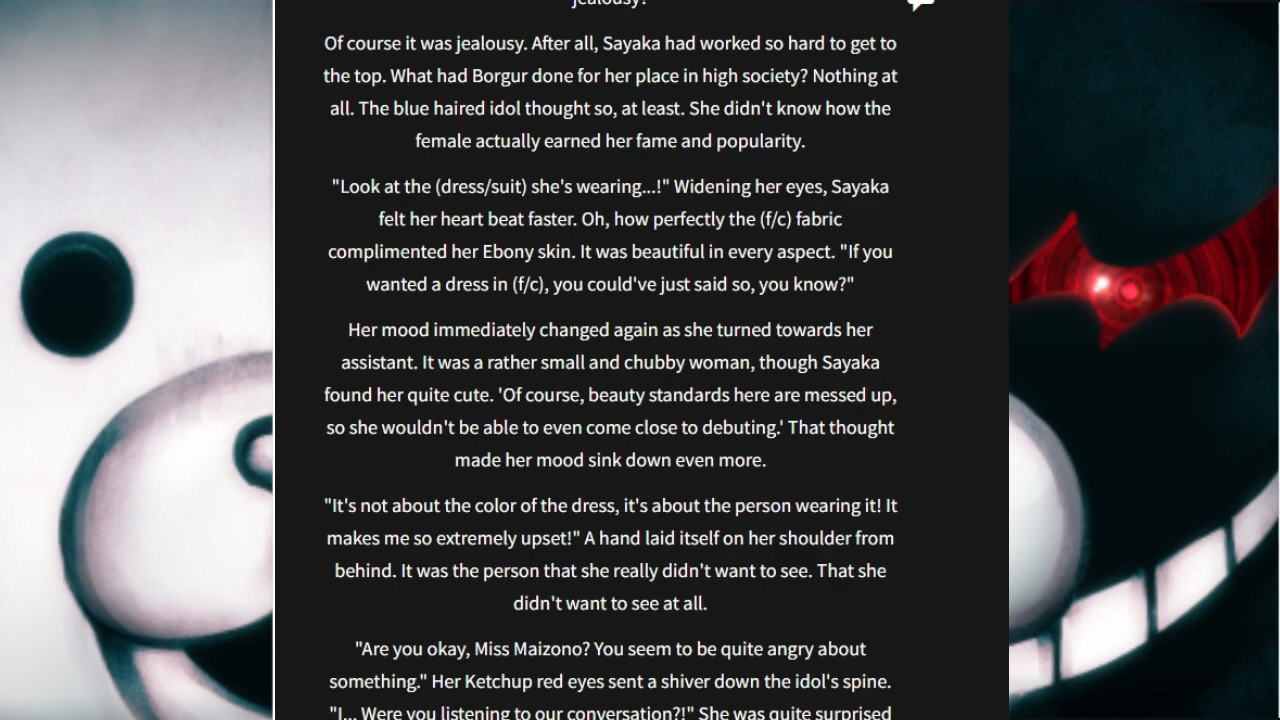 jealousy?
Of course it was jealousy. After all, Sayaka had worked so hard to get to
the top. What had Borgur done for her place in high society? Nothing at
all. The blue haired idol thought so, at least. She didn't know how the
female actually earned her fame and popularity.
"Look at the (dress/suit) she's wearing...!" Widening her eyes, Sayaka
felt her heart beat faster. Oh, how perfectly the (f/c) fabric
complimented her Ebony skin. It was beautiful in every aspect. "If you
wanted a dress in (f/c), you could've just said so, you know?"
Her mood immediately changed again as she turned towards her
assistant. It was a rather small and chubby woman, though Sayaka
found her quite cute. 'Of course, beauty standards here are messed up,
so she wouldn't be able to even come close to debuting.' That thought
made her mood sink down even more.
"It's not about the color of the dress, it's about the person wearing it! It
makes me so extremely upset!" A hand laid itself on her shoulder from
behind. It was the person that she really didn't want to see. That she
didn't want to see at all.
"Are you okay, Miss Maizono? You seem to be quite angry about
something." Her Ketchup red eyes sent a shiver down the idol's spine.
"I... Were you listening to our conversation?!" She was quite surprised